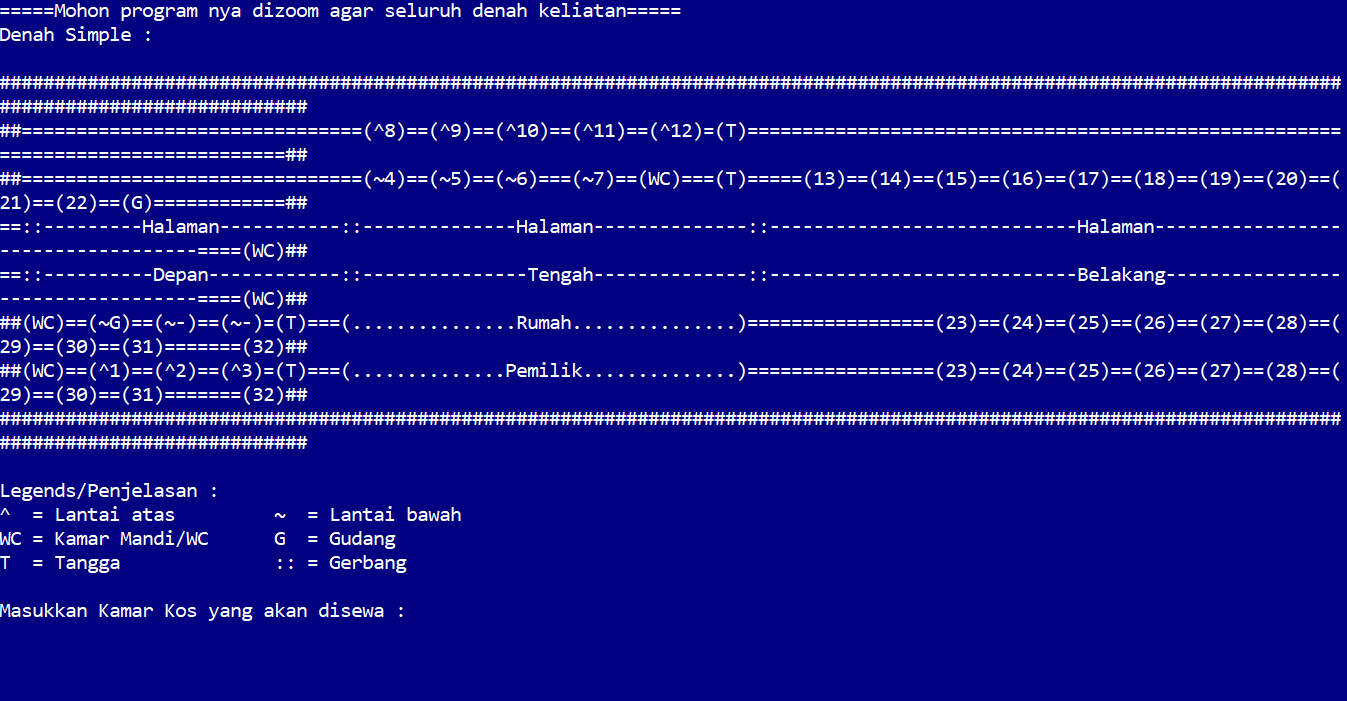 =====Mohon program nya dizoom agar seluruh denah keliatan=====
Denah Simple :
##########################################################################################################################
############################
##===============================(^8)==(^9)==(^10)==(^11)==(^12)=(T)======================================================
==========================##
##===============================(~4)==(~5)==(~6)===(~7)==(WC)===(T)=====(13)==(14)==(15)==(16)==(17)==(18)==(19)==(20)==(
21)==(22)==(G)============##
==::---------Halaman-----------::--------------Halaman--------------::----------------------------Halaman-----------------
------------------====(WC)##
==::----------Depan------------::---------------Tengah--------------::----------------------------Belakang----------------
------------------====(WC)##
##(WC)==(~G)==(~-)==(~-)=(T)===(...............Rumah...............)=================(23)==(24)==(25)==(26)==(27)==(28)==(
29)==(30)==(31)=======(32)##
##(WC)==(^1)==(^2)==(^3)=(T)===(..............Pemilik..............)=================(23)==(24)==(25)==(26)==(27)==(28)==(
29)==(30)==(31)=======(32)##
##########################################################################################################################
############################
Legends/Penjelasan :
^  = Lantai atas         ~  = Lantai bawah
WC = Kamar Mandi/WC      G  = Gudang
T  = Tangga              :: = Gerbang
Masukkan Kamar Kos yang akan disewa :